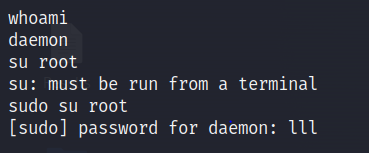 whoami
daemon
su root
su: must be run from a terminal
sudo su root
[sudo] password for daemon: lll